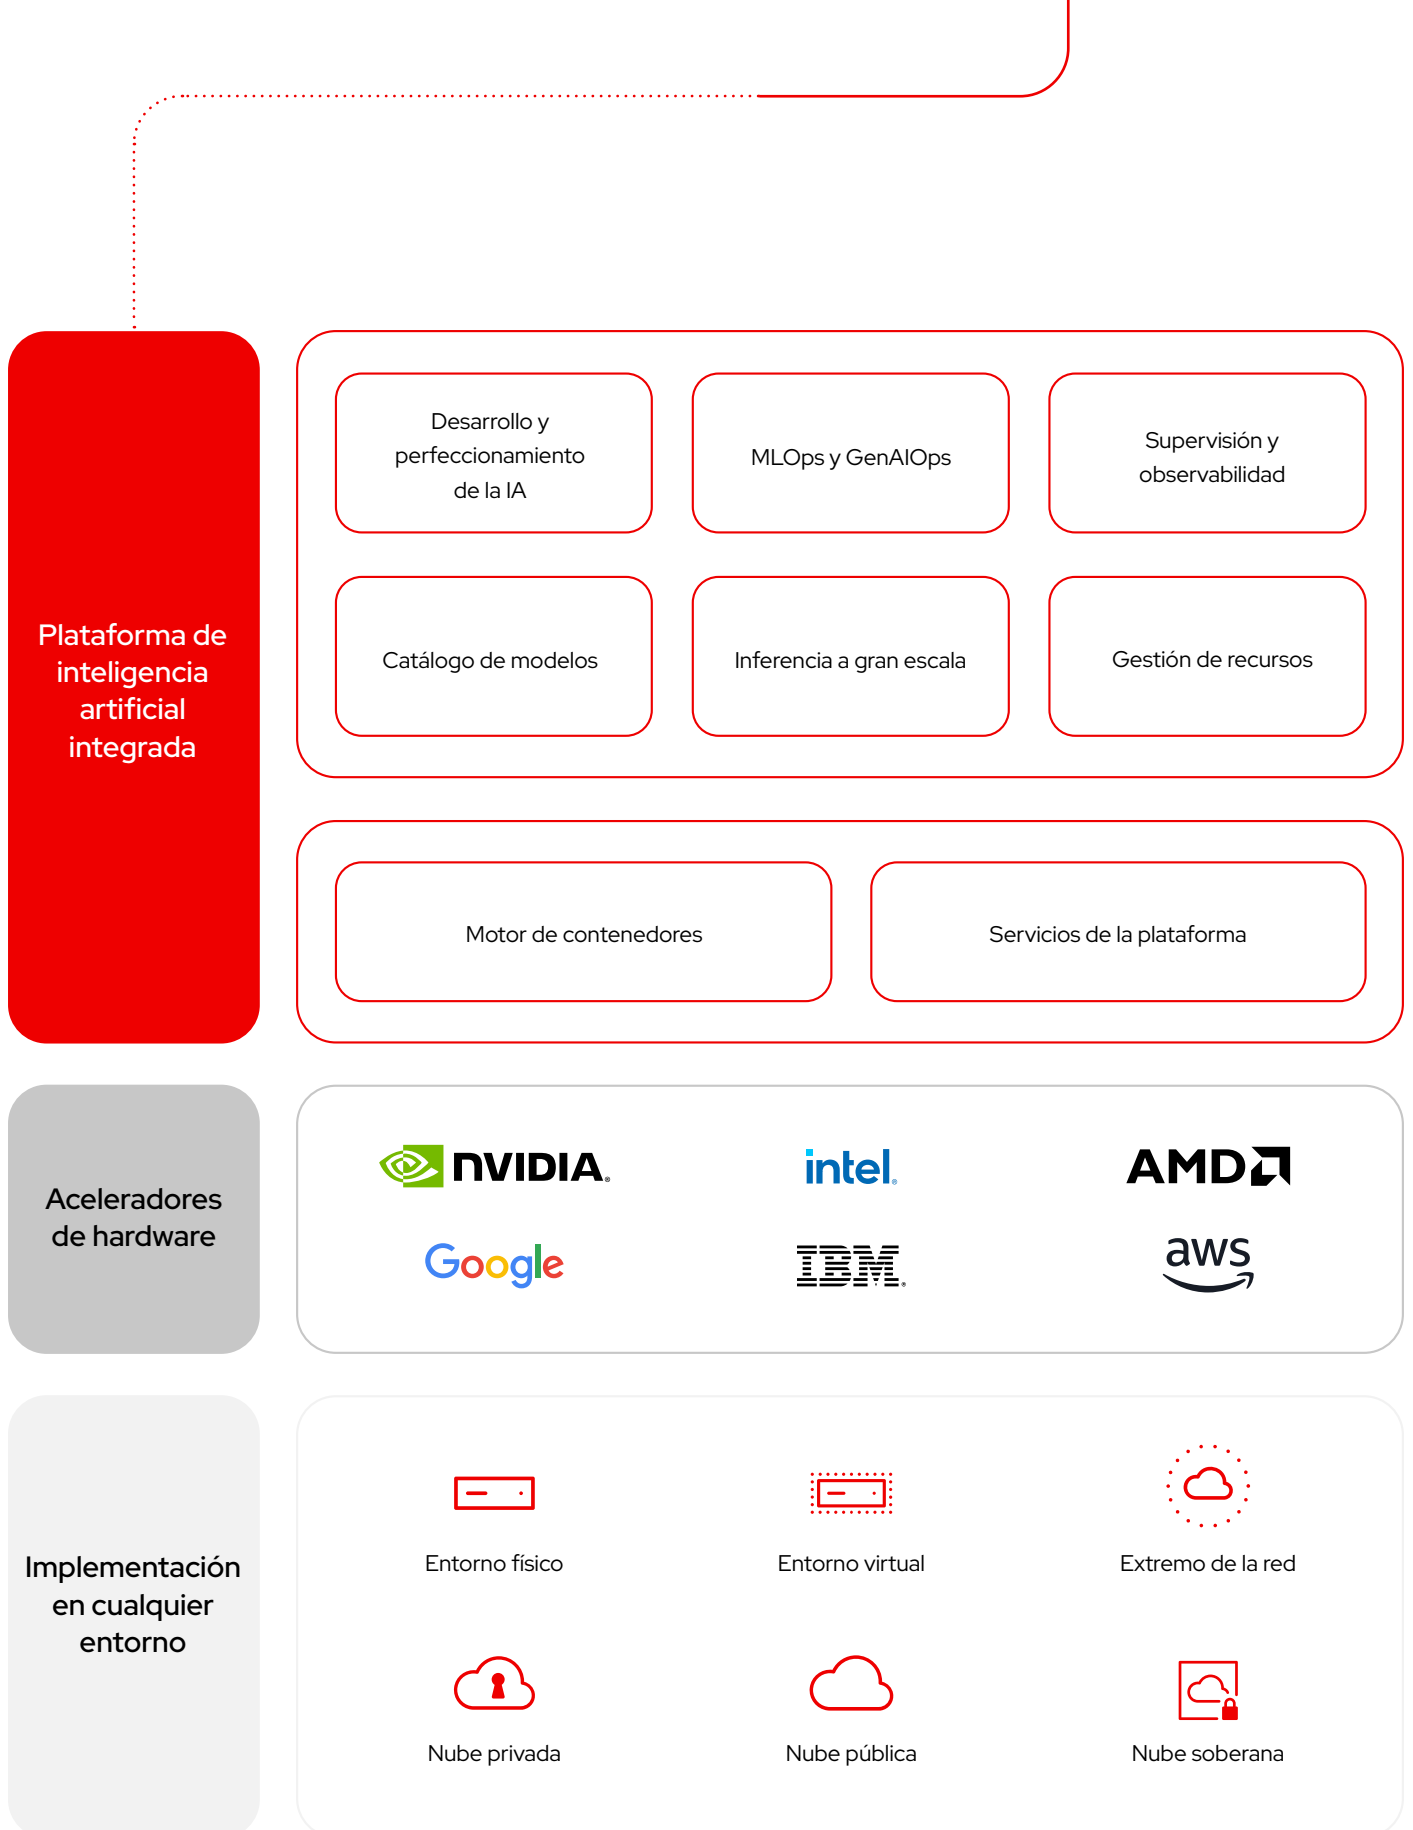 Plataforma de
inteligencia
artificial
integrada
Desarrollo y
perfeccionamiento
de la IA
MLOps y GenAIOps
Supervisión y
observabilidad
Catálogo de modelos
Inferencia a gran escala
Gestión de recursos
Motor de contenedores
Servicios de la plataforma
Aceleradores
de hardware
NVIDIA.
intel.
AMD
Google
IBM
aws
Implementación
en cualquier
entorno
Entorno físico
Entorno virtual
Extremo de la red
Nube privada
Nube pública
Nube soberana